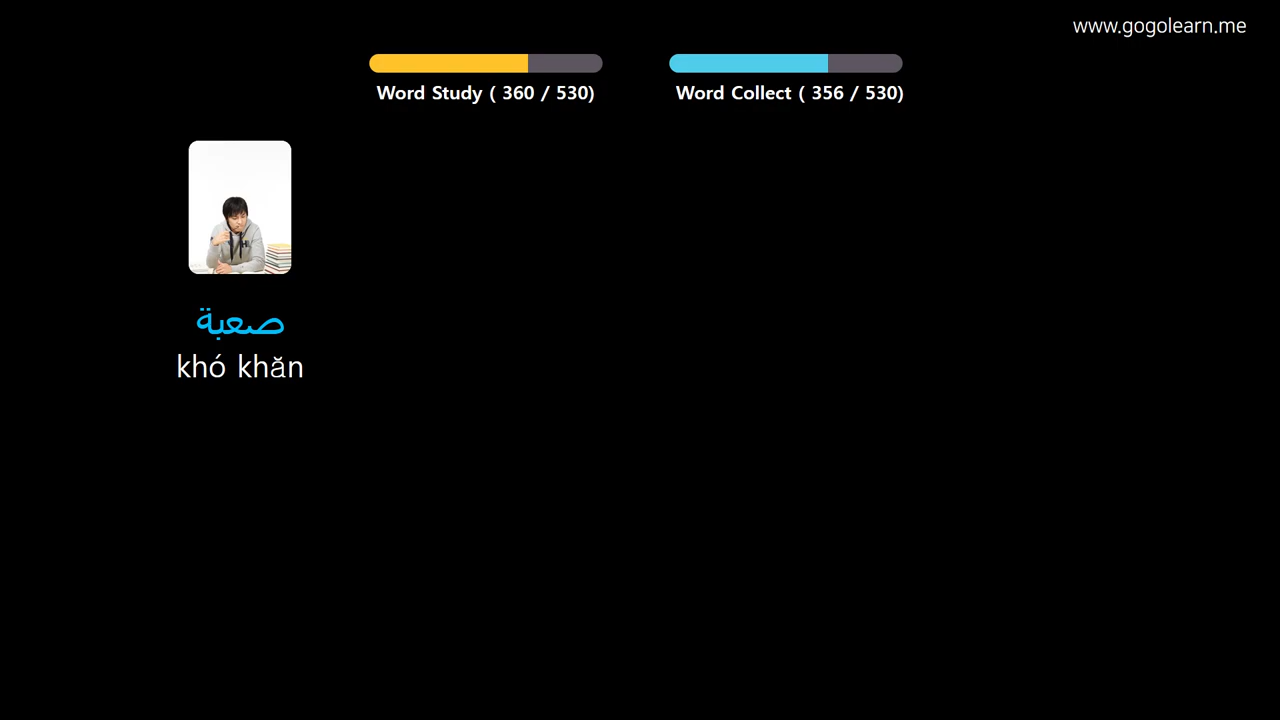 www.gogolearn.me
Word Study ( 360 / 530)
Word Collect ( 356 / 530)
صعبة
khó khăn